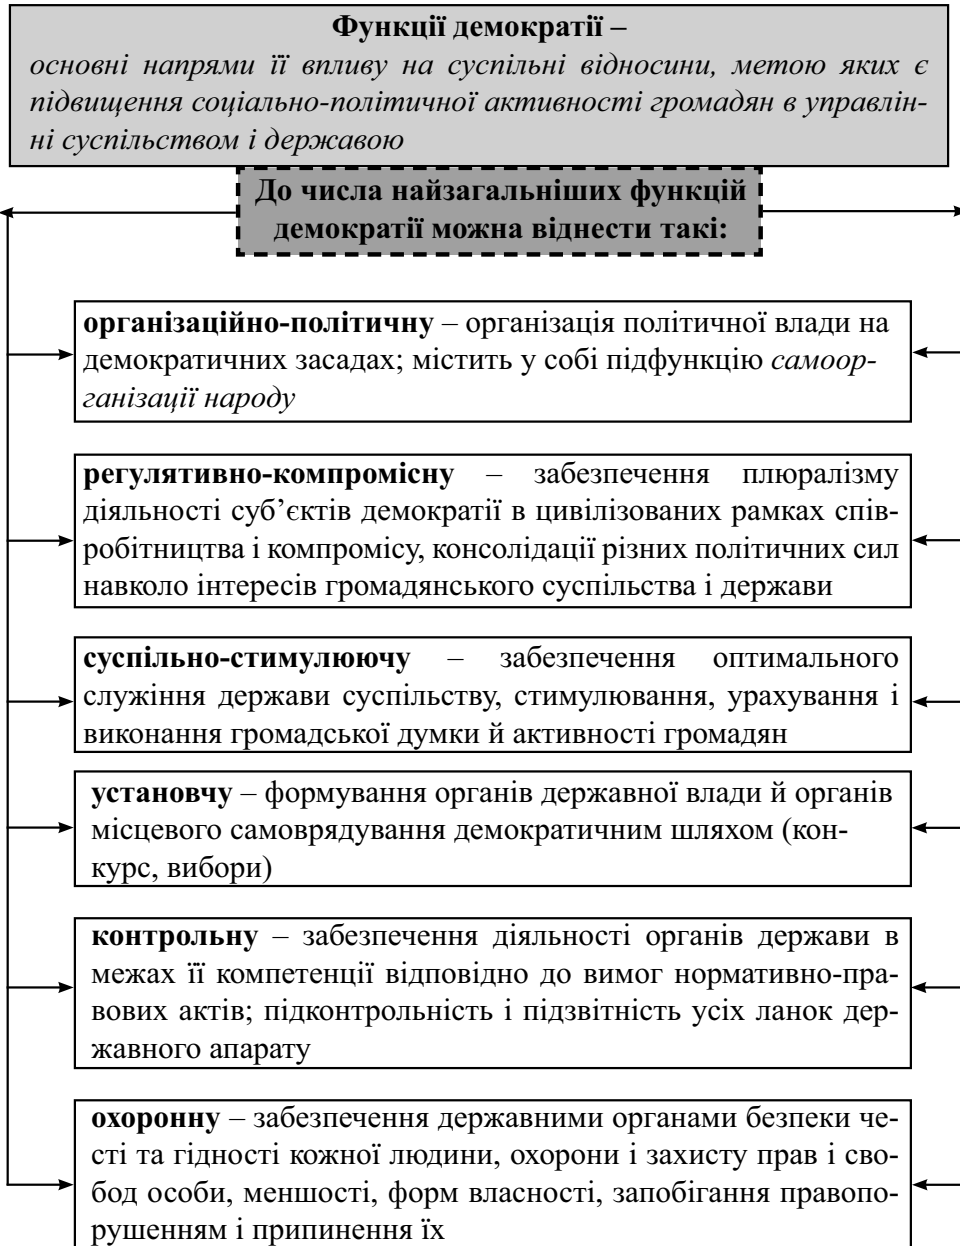 Функції демократії –
основні напрями її впливу на суспільні відносини, метою яких є
підвищення соціально-політичної активності громадян в управлін-
ні суспільством і державою
До числа найзагальніших функцій
демократії можна віднести такі:
організаційно-політичну – організація політичної влади на
демократичних засадах; містить у собі підфункцію самоор-
ганізації народу
регулятивно-компромісну – забезпечення плюралізму
діяльності суб’єктів демократії в цивілізованих рамках спів-
робітництва і компромісу, консолідації різних політичних сил
навколо інтересів громадянського суспільства і держави
суспільно-стимулюючу – забезпечення оптимального
служіння держави суспільству, стимулювання, урахування і
виконання громадської думки й активності громадян
установчу – формування органів державної влади й органів
місцевого самоврядування демократичним шляхом (кон-
курс, вибори)
контрольну – забезпечення діяльності органів держави в
межах її компетенції відповідно до вимог нормативно-пра-
вових актів; підконтрольність і підзвітність усіх ланок дер-
жавного апарату
охоронну – забезпечення державними органами безпеки че-
сті та гідності кожної людини, охорони і захисту прав і сво-
бод особи, меншості, форм власності, запобігання правопо-
рушенням і припинення їх